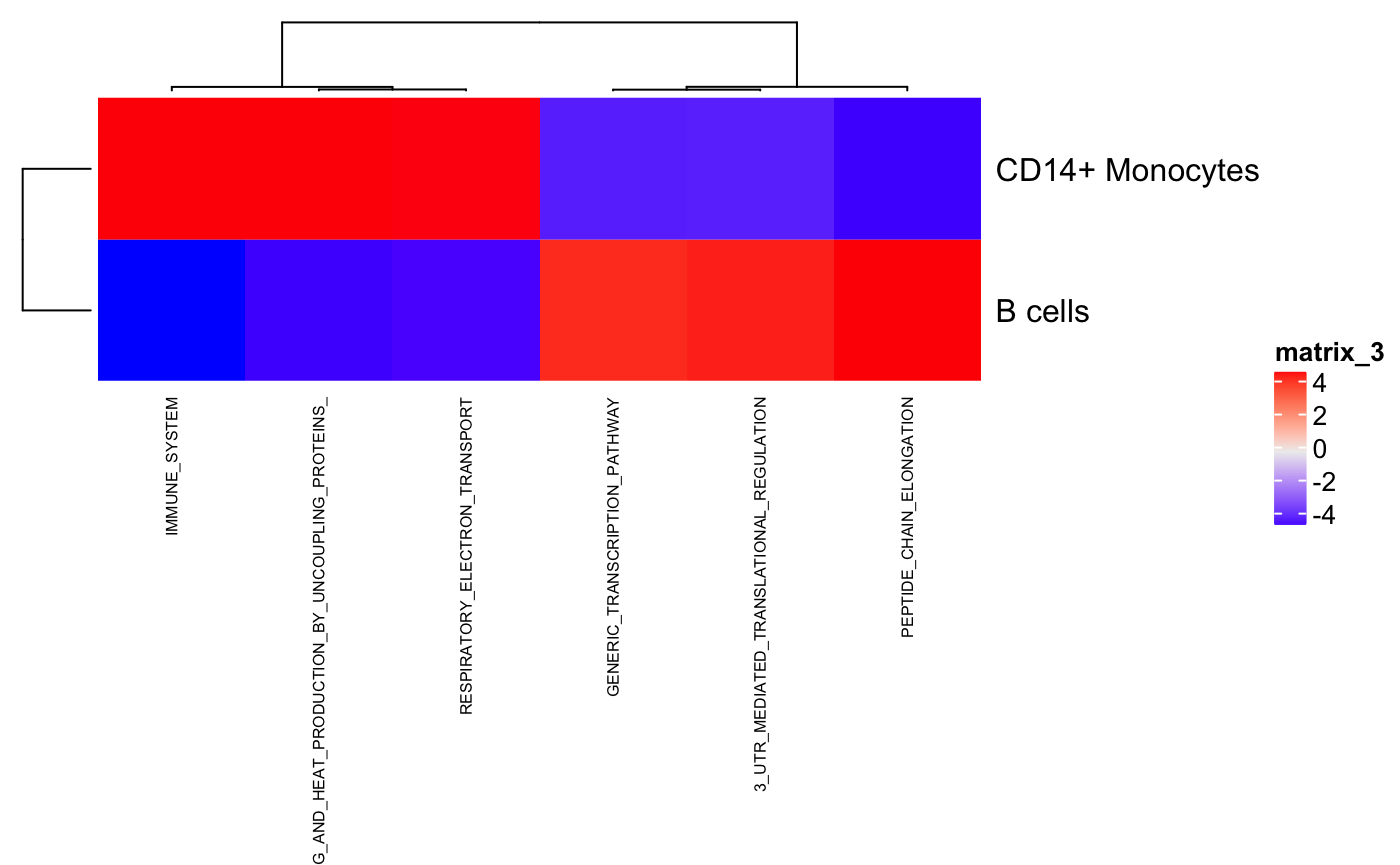 CD14+ Monocytes
B cells
matrix_3
4
2
0
-2
-4
IMMUNE_SYSTEM
G_AND_HEAT_PRODUCTION_BY_UNCOUPLING_PROTEINS_
RESPIRATORY_ELECTRON_TRANSPORT
GENERIC_TRANSCRIPTION_PATHWAY
3_UTR_MEDIATED_TRANSLATIONAL_REGULATION
PEPTIDE_CHAIN_ELONGATION